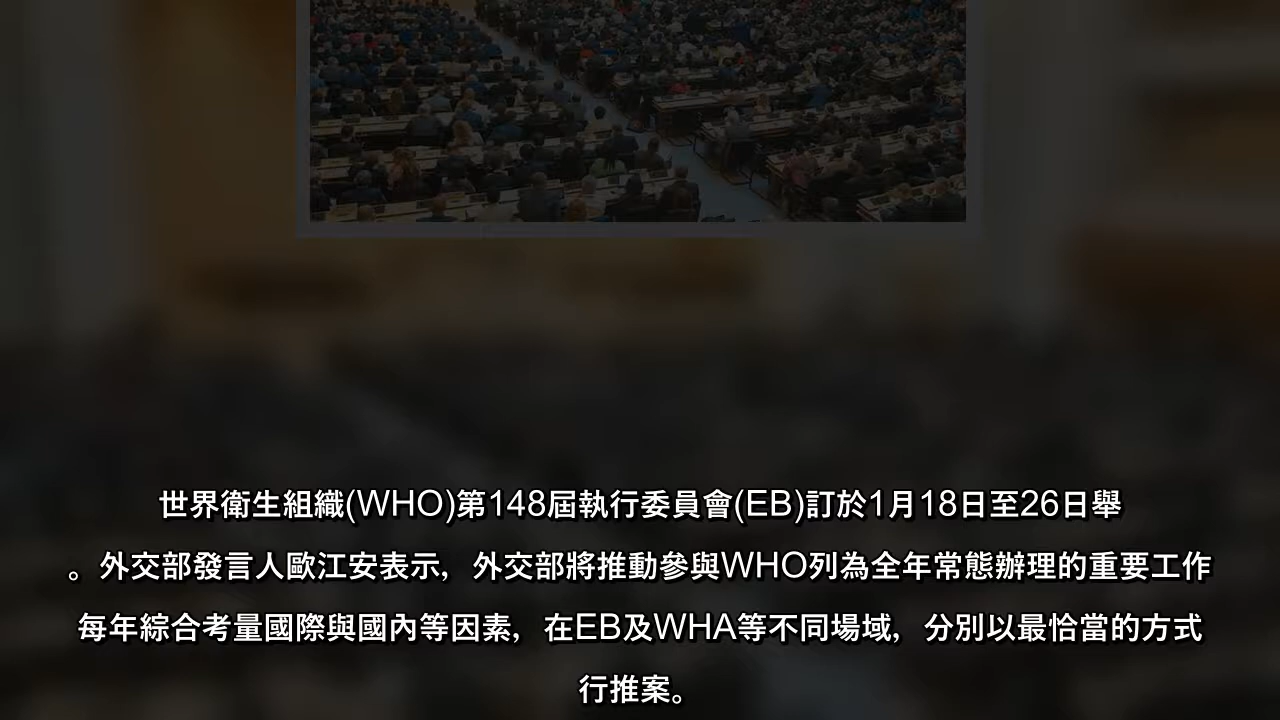 世界衛生組織(WHO)第148屆執行委員會(EB)訂於1月18日至26日舉
。外交部發言人歐江安表示，外交部將推動參與WHO列為全年常態辦理的重要工作
每年綜合考量國際與國內等因素，在EB及WHA等不同場域，分別以最恰當的方式
行推案。